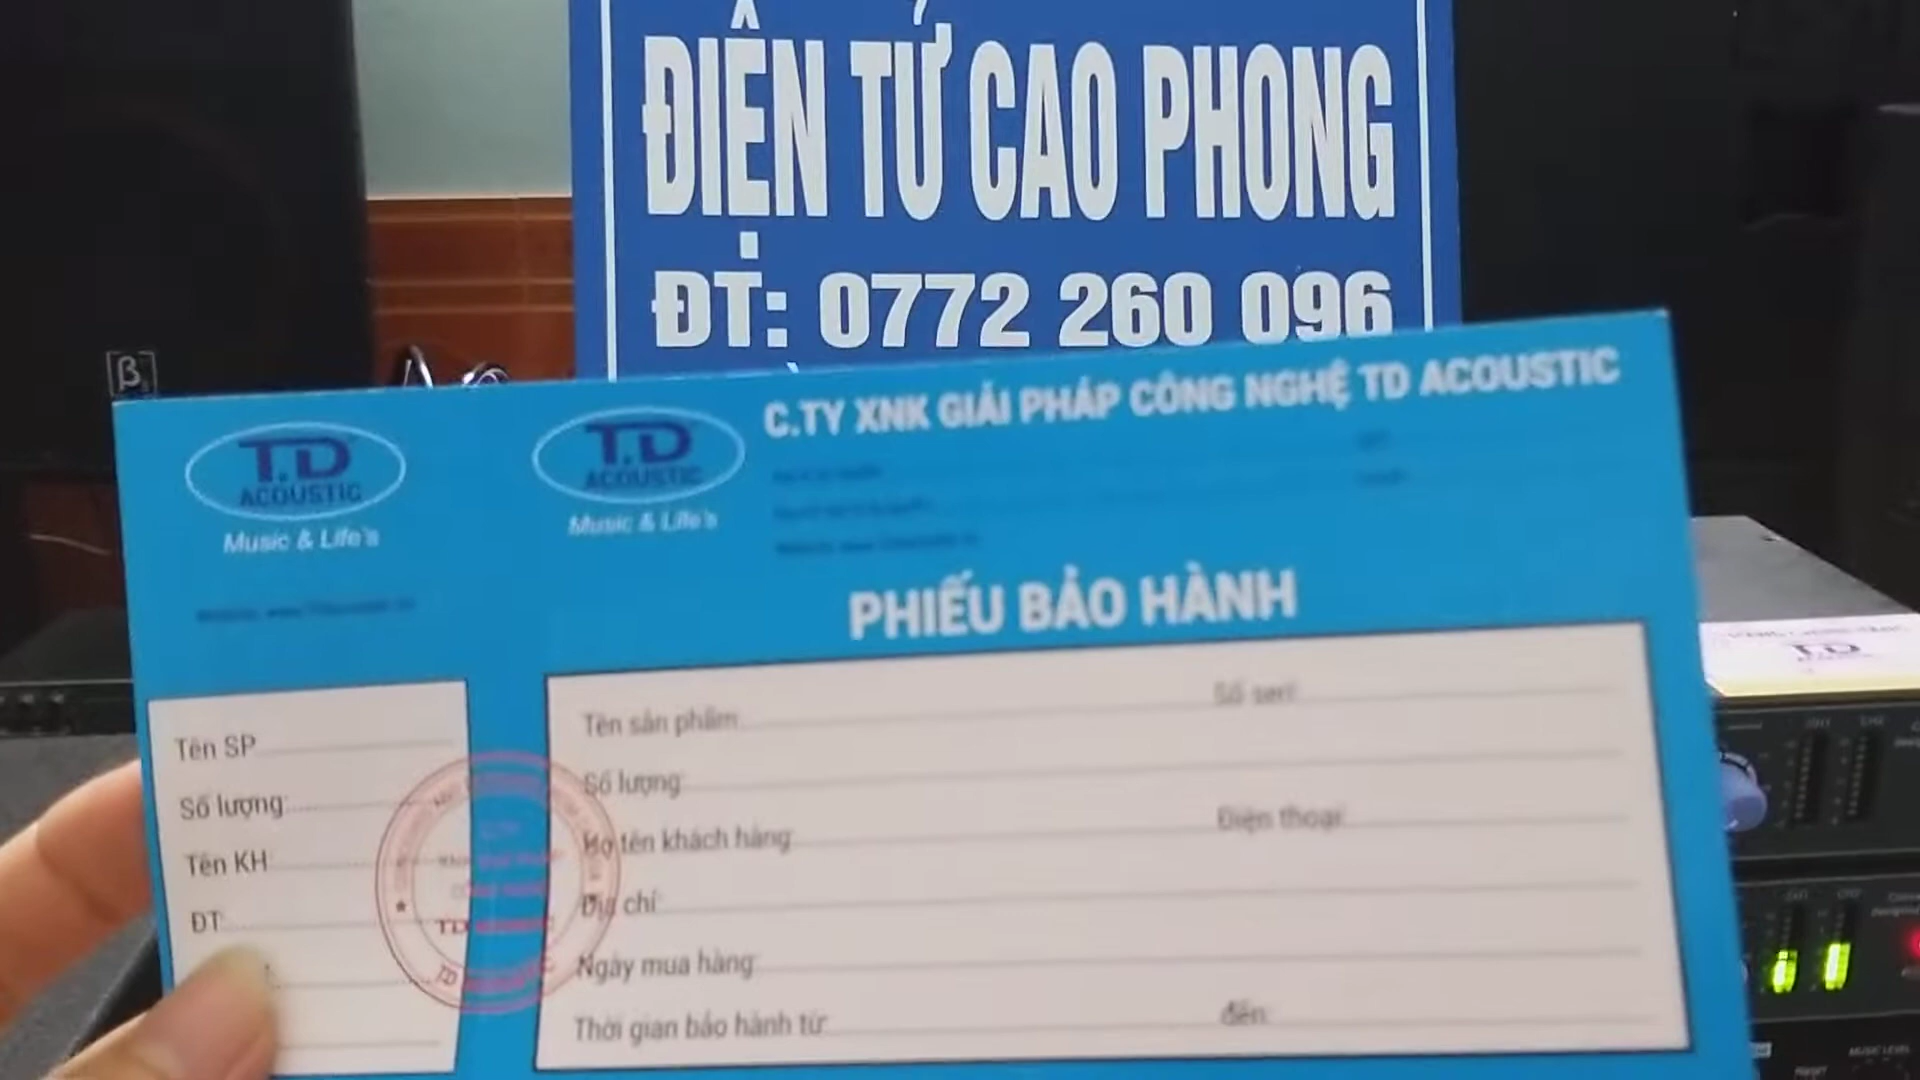 ĐIỆN TỬ CAO PHONG
ĐT: 0772 260 096
β
T.D
ACOUSTIC
Music & Life's
T.D
ACOUSTIC
Music & Life's
C.TY XNK GIẢI PHÁP CÔNG NGHỆ TD ACOUSTIC
PHIẾU BẢO HÀNH
Tên SP
Số lượng:
Tên KH
ĐT:
Tên sản phẩm
Số seri:
Số lượng:
Họ tên khách hàng
Điện thoại:
Địa chỉ:
Ngày mua hàng:
Thời gian bảo hành từ:
đến:
T.D
MUSIC LEVEL